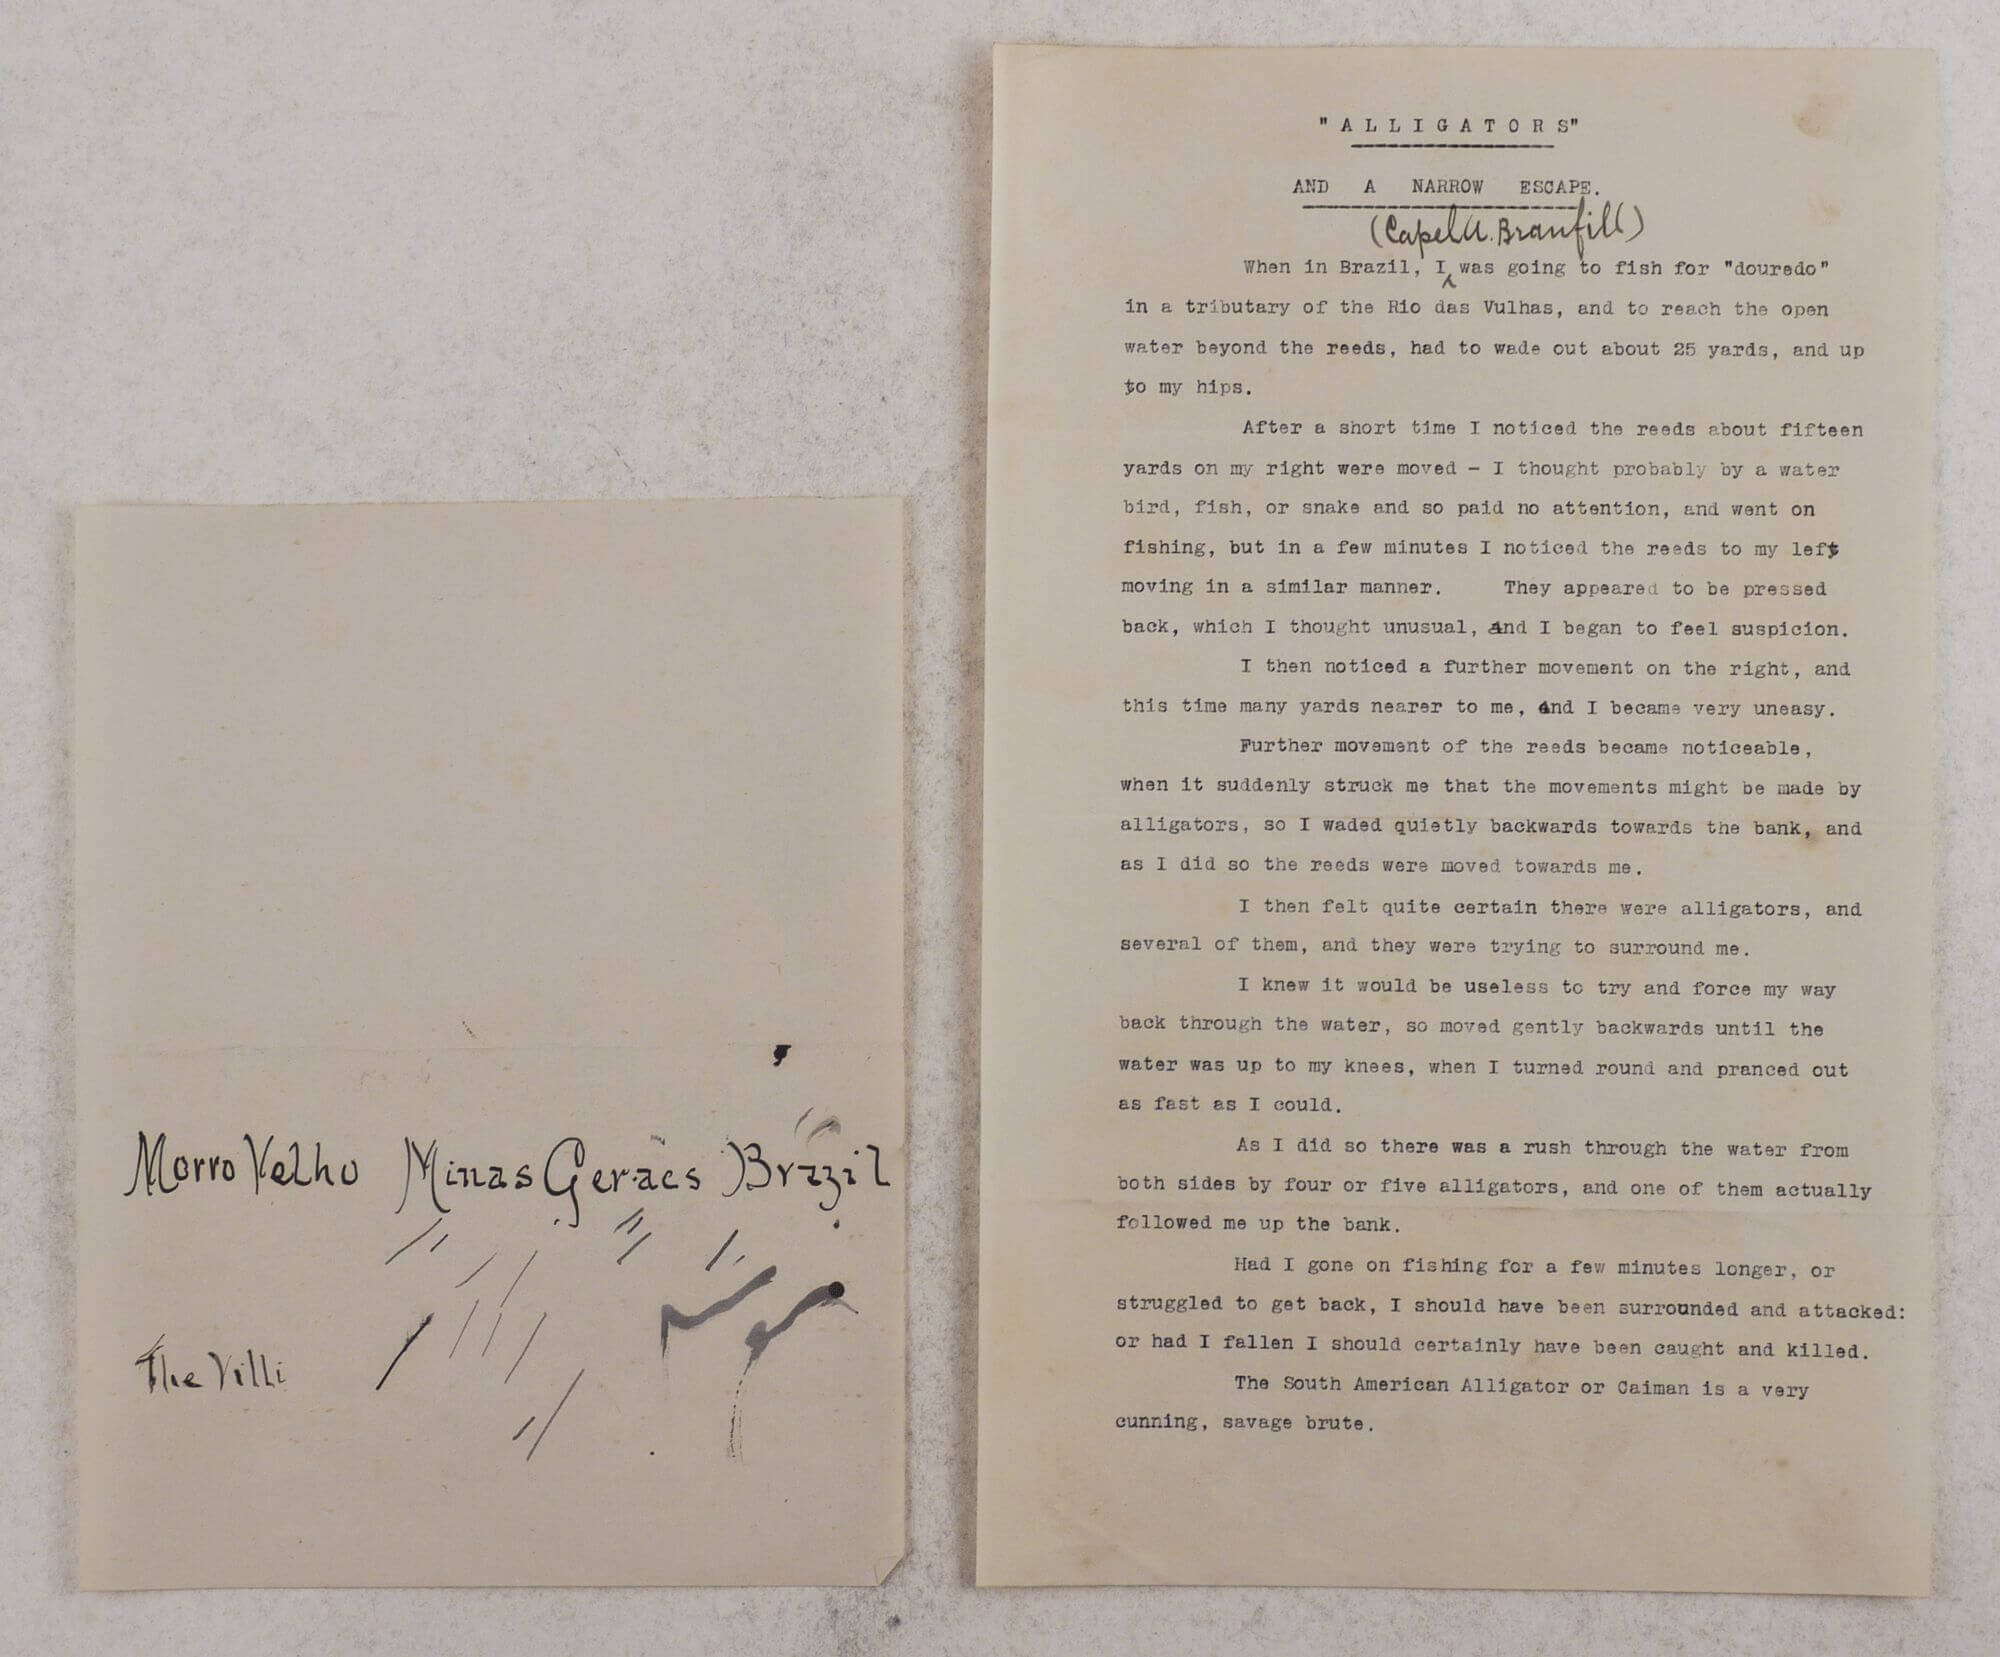 Morro Velho Minas Geraes Brazil
The Villi
"ALLIGATORS"
AND A NARROW ESCAPE.
(Capel A. Branfill)
When in Brazil, I was going to fish for "douredo"
in a tributary of the Rio das Vulhas, and to reach the open
water beyond the reeds, had to wade out about 25 yards, and up
to my hips.
After a short time I noticed the reeds about fifteen
yards on my right were moved - I thought probably by a water
bird, fish, or snake and so paid no attention, and went on
fishing, but in a few minutes I noticed the reeds to my left
moving in a similar manner. They appeared to be pressed
back, which I thought unusual, and I began to feel suspicion.
I then noticed a further movement on the right, and
this time many yards nearer to me, and I became very uneasy.
Further movement of the reeds became noticeable,
when it suddenly struck me that the movements might be made by
alligators, so I waded quietly backwards towards the bank, and
as I did so the reeds were moved towards me.
I then felt quite certain there were alligators, and
several of them, and they were trying to surround me.
I knew it would be useless to try and force my way
back through the water, so moved gently backwards until the
water was up to my knees, when I turned round and pranced out
as fast as I could.
As I did so there was a rush through the water from
both sides by four or five alligators, and one of them actually
followed me up the bank.
Had I gone on fishing for a few minutes longer, or
struggled to get back, I should have been surrounded and attacked:
or had I fallen I should certainly have been caught and killed.
The South American Alligator or Caiman is a very
cunning, savage brute.